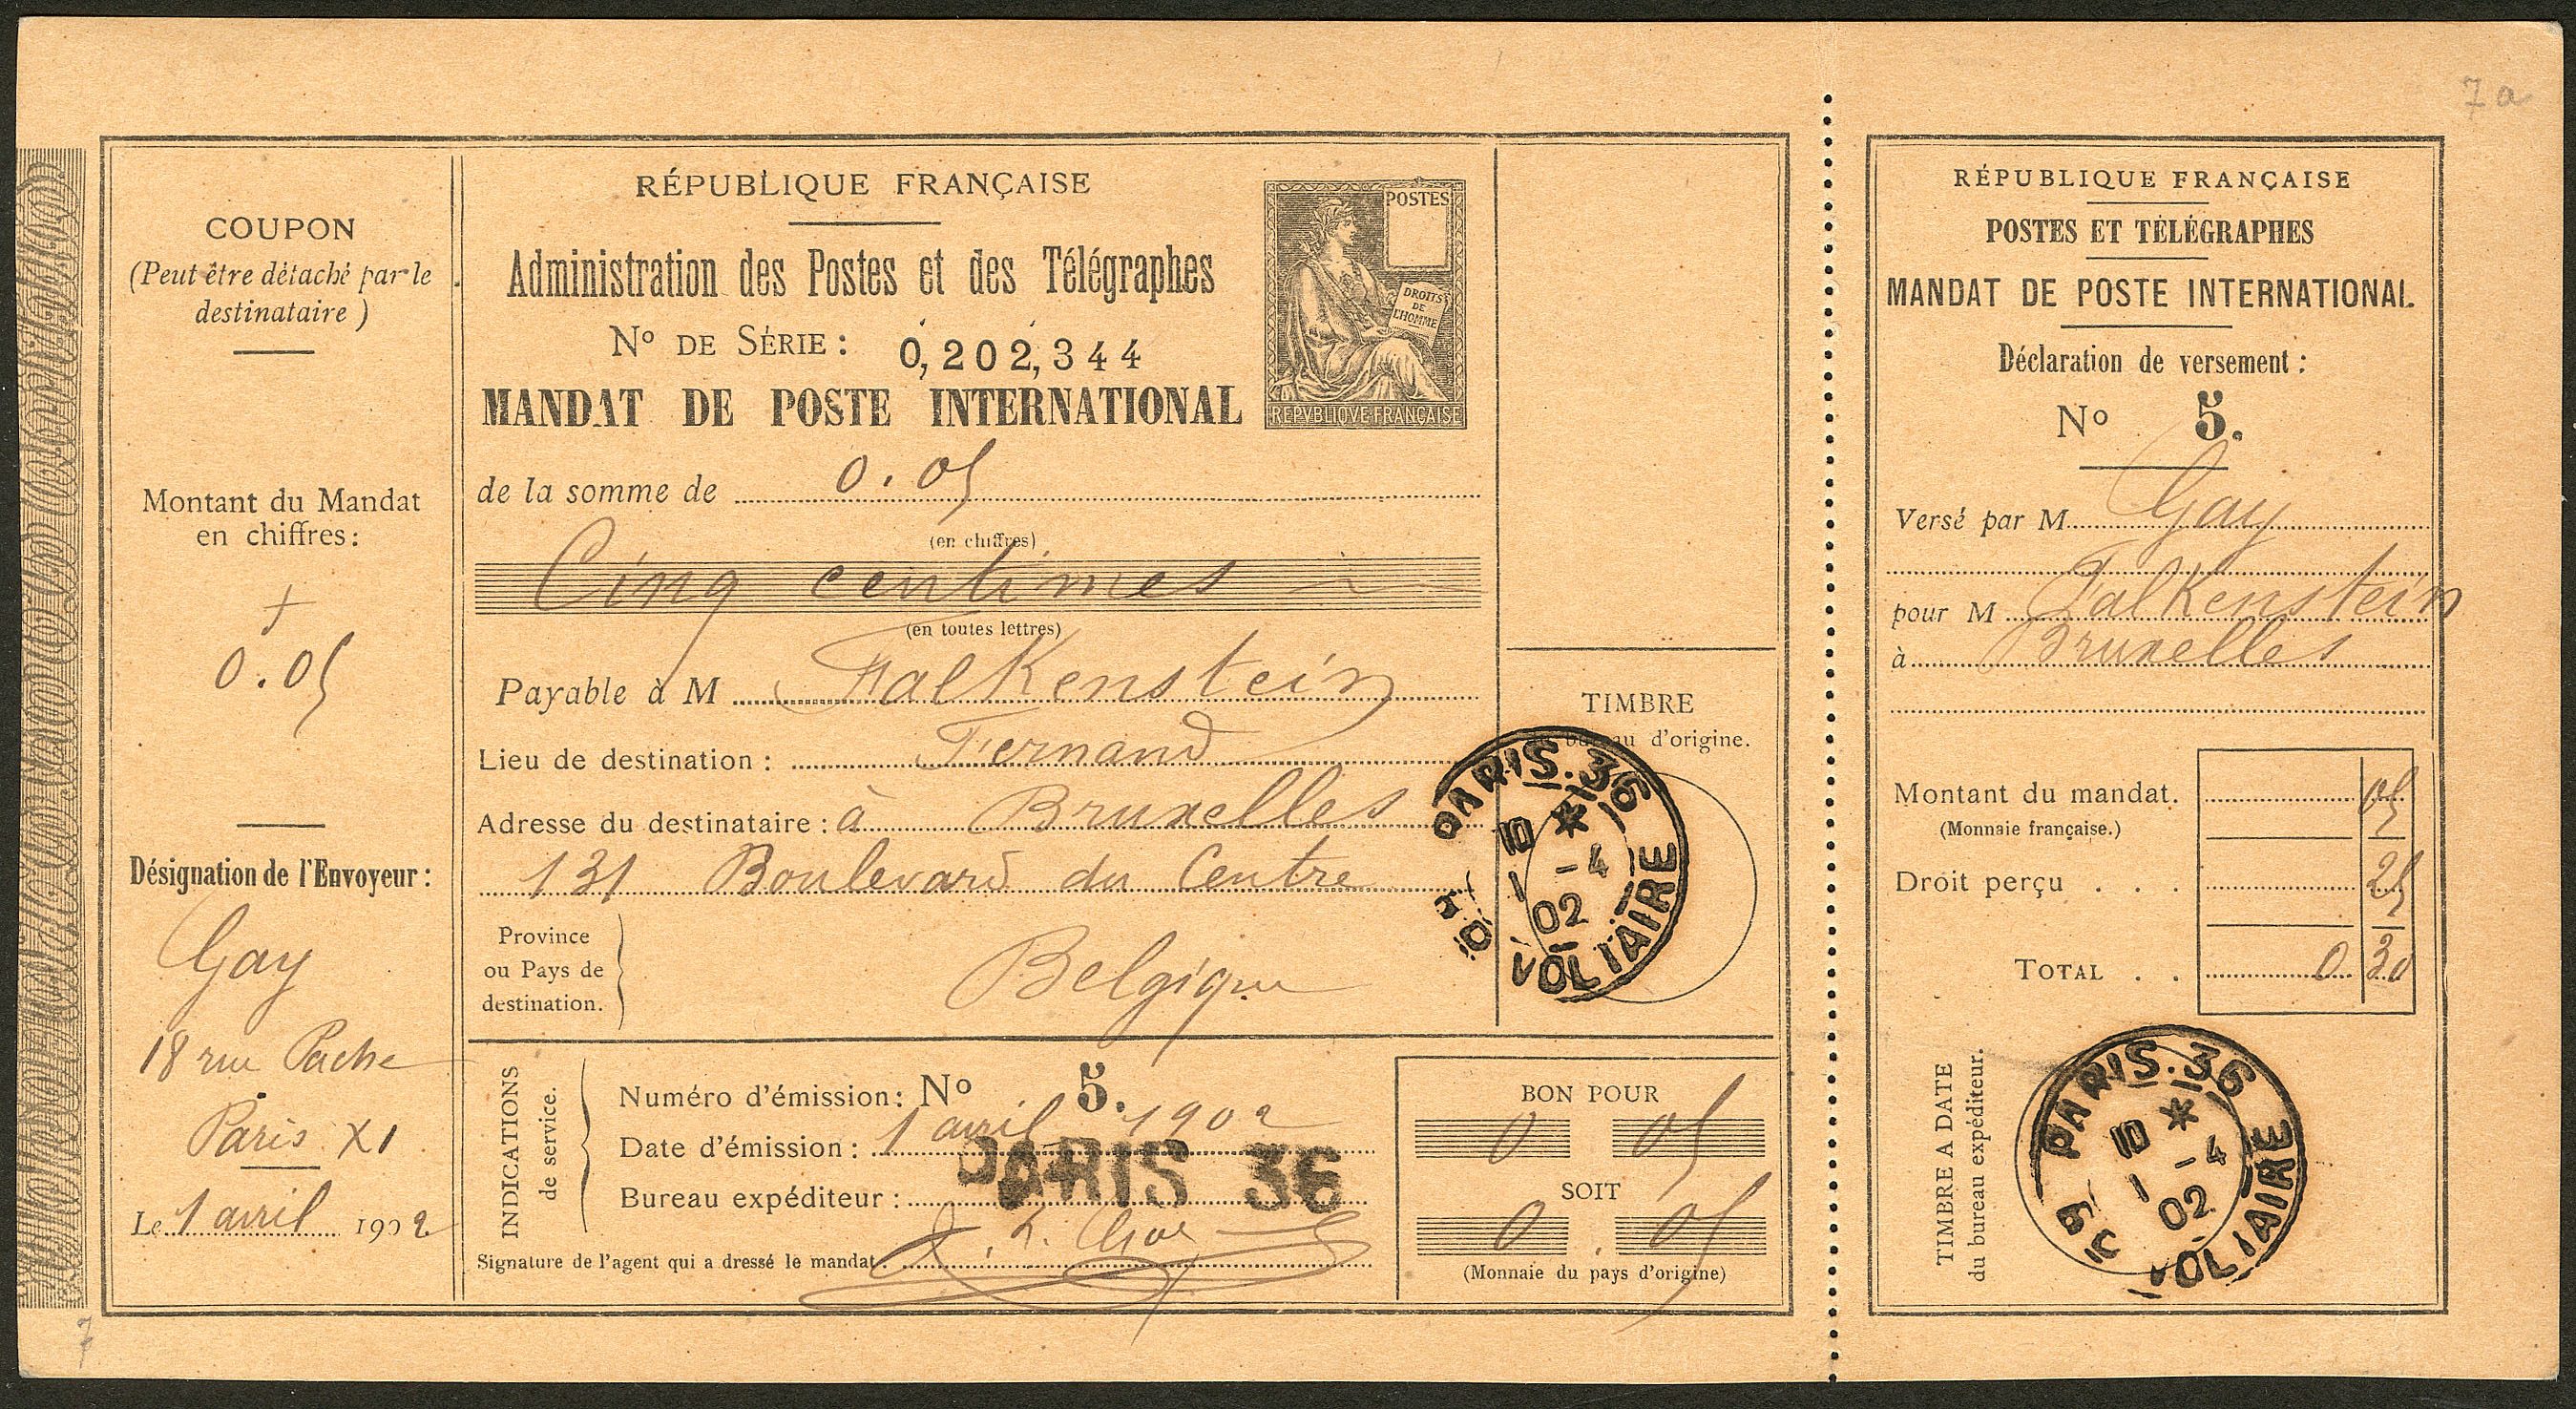 7a
COUPON
(Peut être détaché par le
destinataire)
Montant du Mandat
en chiffres:
0.05
Désignation de l'Envoyeur:
Gay
18 rue Pache
Paris XI
Le 1 avril 1902
7
RÉPUBLIQUE FRANÇAISE
Administration des Postes et des Télégraphes
No DE SÉRIE: 0,202,344
MANDAT DE POSTE INTERNATIONAL
POSTES
DROITS
DE
L'HOMME
REPVBLIQVE FRANÇAISE
de la somme de 0.05
(en chiffres)
Cinq centimes
(en toutes lettres)
Payable à M Falkenstein
Lieu de destination: Fernand
Adresse du destinataire: à Bruxelles
131 Boulevard du Centre
Province
ou Pays de
destination.
Belgique
TIMBRE
du bureau d'origine.
PARIS.36
10 *
1 -4
02
VOLTAIRE
INDICATIONS
de service.
Numéro d'émission: No 5.
Date d'émission: 1 avril 1902
Bureau expéditeur: PARIS 36
Signature de l'agent qui a dressé le mandat.
BON POUR
0 05
SOIT
0.05
(Monnaie du pays d'origine)
RÉPUBLIQUE FRANÇAISE
POSTES ET TÉLÉGRAPHES
MANDAT DE POSTE INTERNATIONAL
Déclaration de versement:
No 5.
Versé par M Gay
pour M Falkenstein
à Bruxelles
Montant du mandat. 05
(Monnaie française.)
Droit perçu . . . 25
TOTAL . . 0 30
TIMBRE A DATE
du bureau expéditeur.
PARIS.36
10 *
1 -4
02
VOLTAIRE